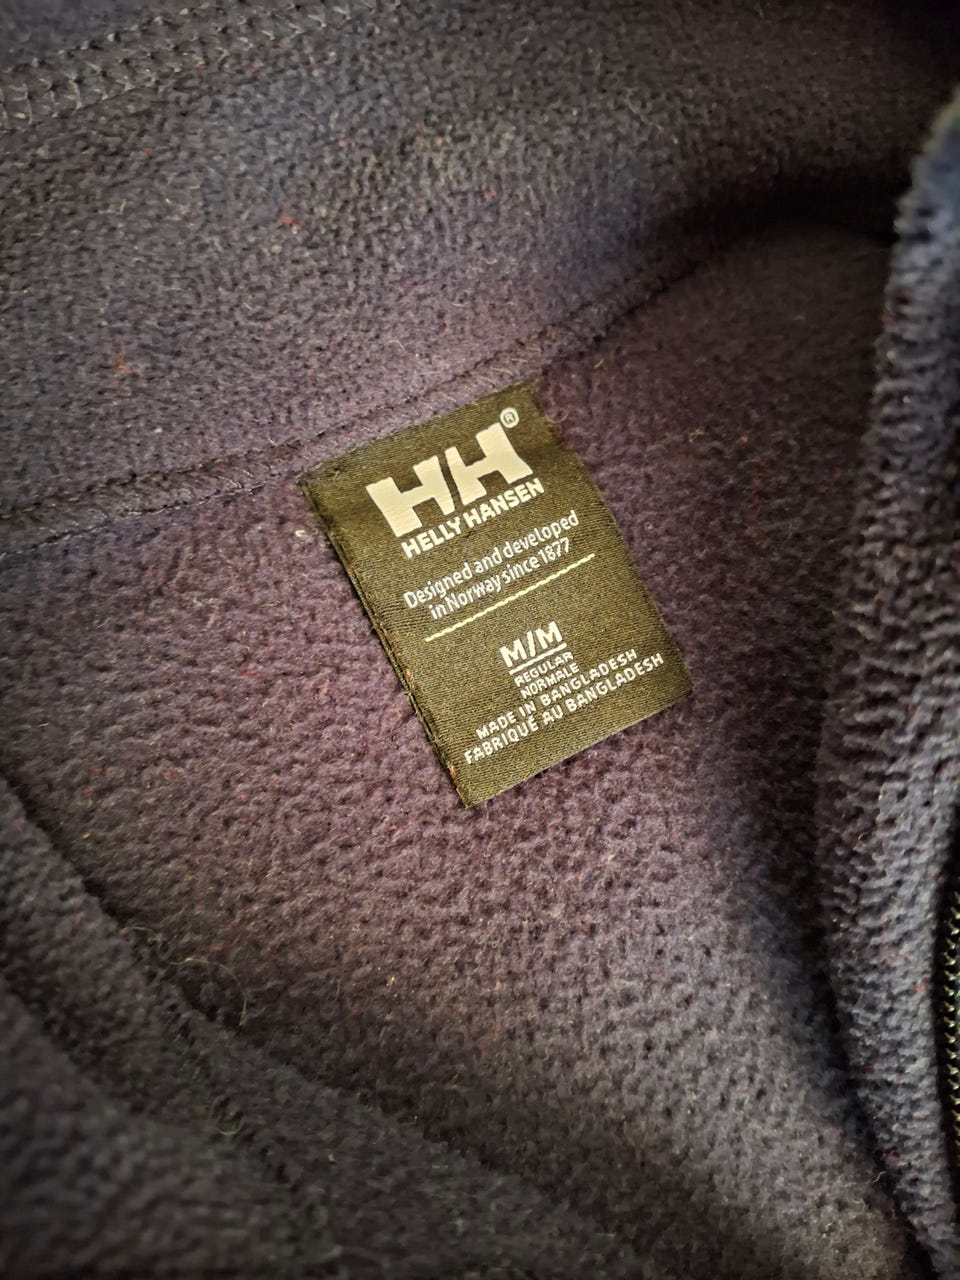 HH®
HELLY HANSEN
Designed and developed
in Norway since 1877
M/M
REGULAR
NORMALE
MADE IN BANGLADESH
FABRIQUÉ AU BANGLADESH